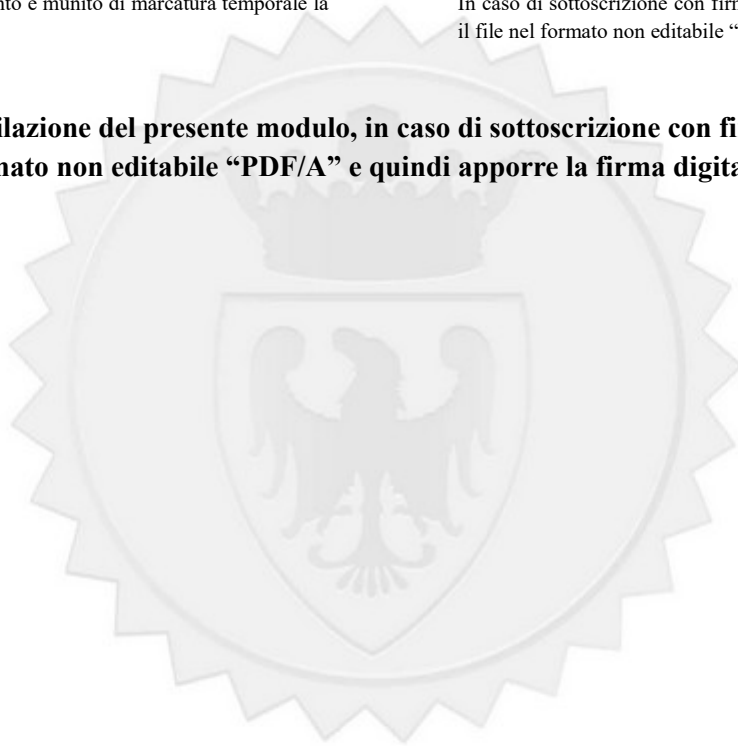 nto è munito di marcatura temporale la
In caso di sottoscrizione con firm
il file nel formato non editabile “
ilazione del presente modulo, in caso di sottoscrizione con fi
nato non editabile “PDF/A” e quindi apporre la firma digita